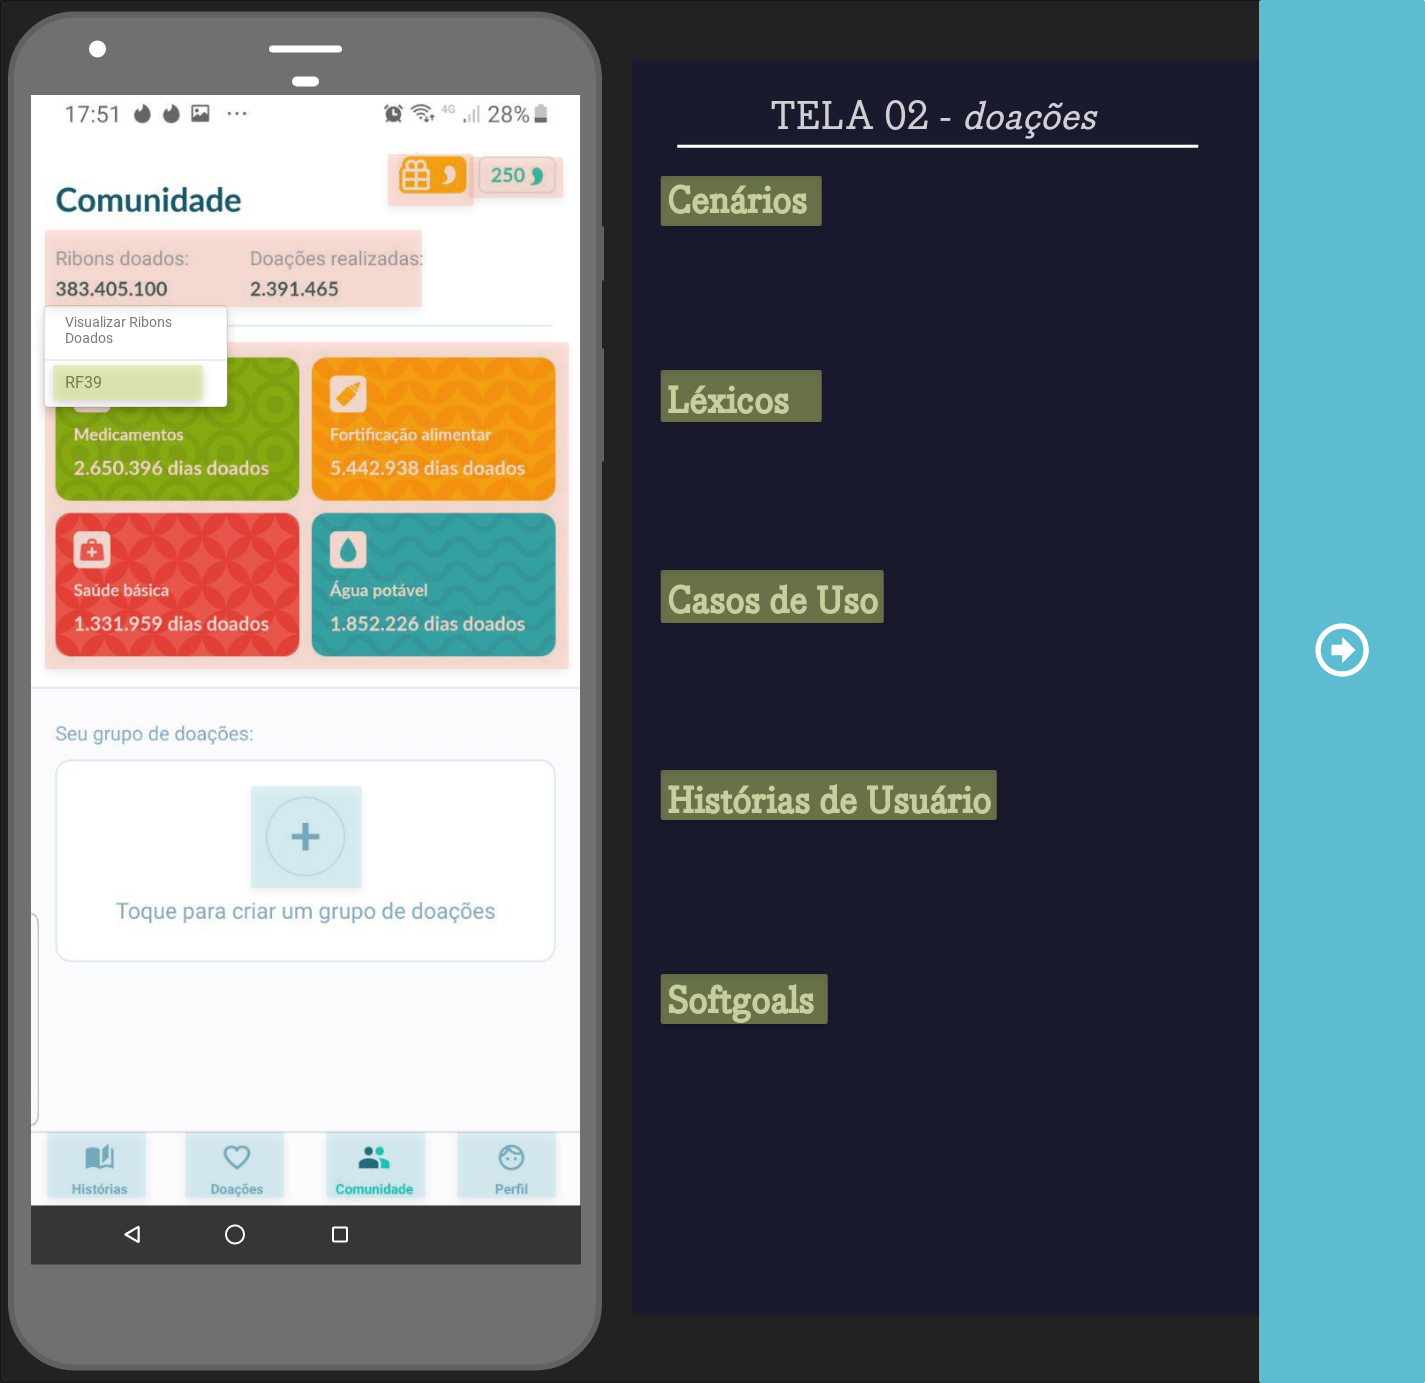 17:51
4G
28%
250
Comunidade
Ribons doados:
Doações realizadas:
383.405.100
2.391.465
Visualizar Ribons
Doados
RF39
Medicamentos
2.650.396 dias doados
Fortificação alimentar
5.442.938 dias doados
Saúde básica
1.331.959 dias doados
Água potável
1.852.226 dias doados
Seu grupo de doações:
Toque para criar um grupo de doações
Histórias
Doações
Comunidade
Perfil
TELA 02 - doações
Cenários
Léxicos
Casos de Uso
Histórias de Usuário
Softgoals